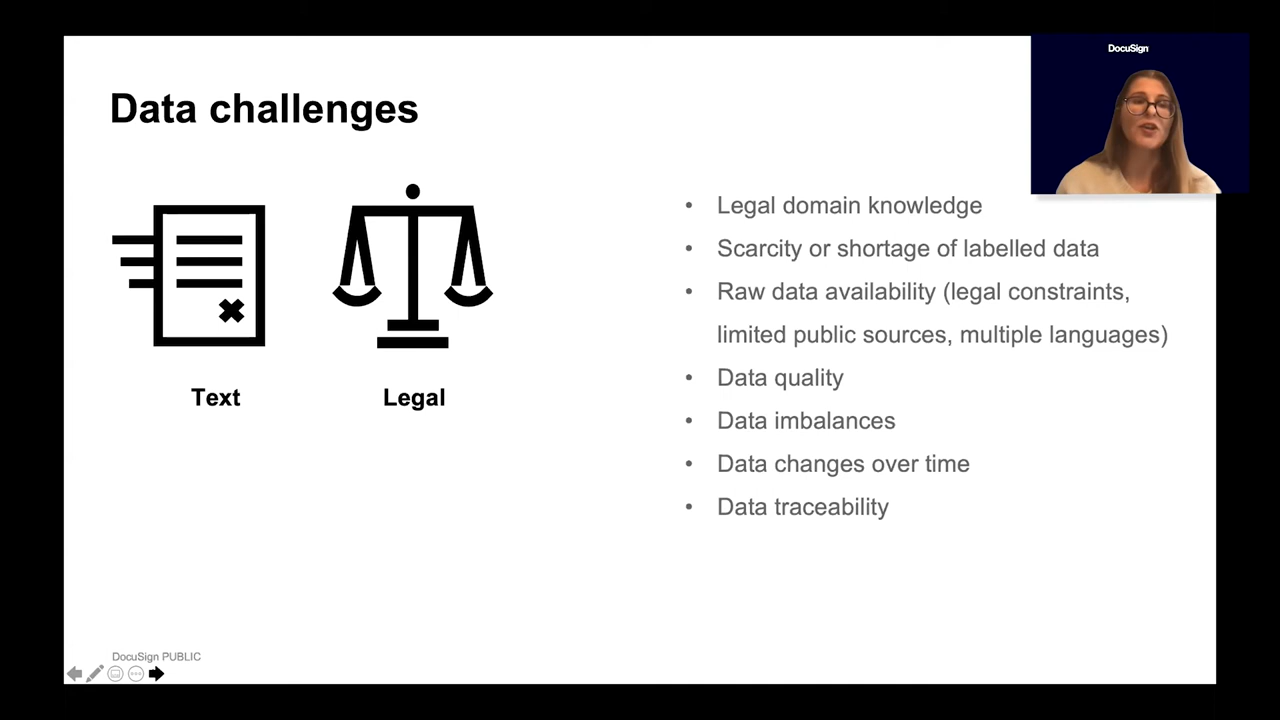 DocuSign
Data challenges
• Legal domain knowledge
• Scarcity or shortage of labelled data
• Raw data availability (legal constraints,
limited public sources, multiple languages)
• Data quality
• Data imbalances
• Data changes over time
• Data traceability
Text
Legal
DocuSign PUBLIC